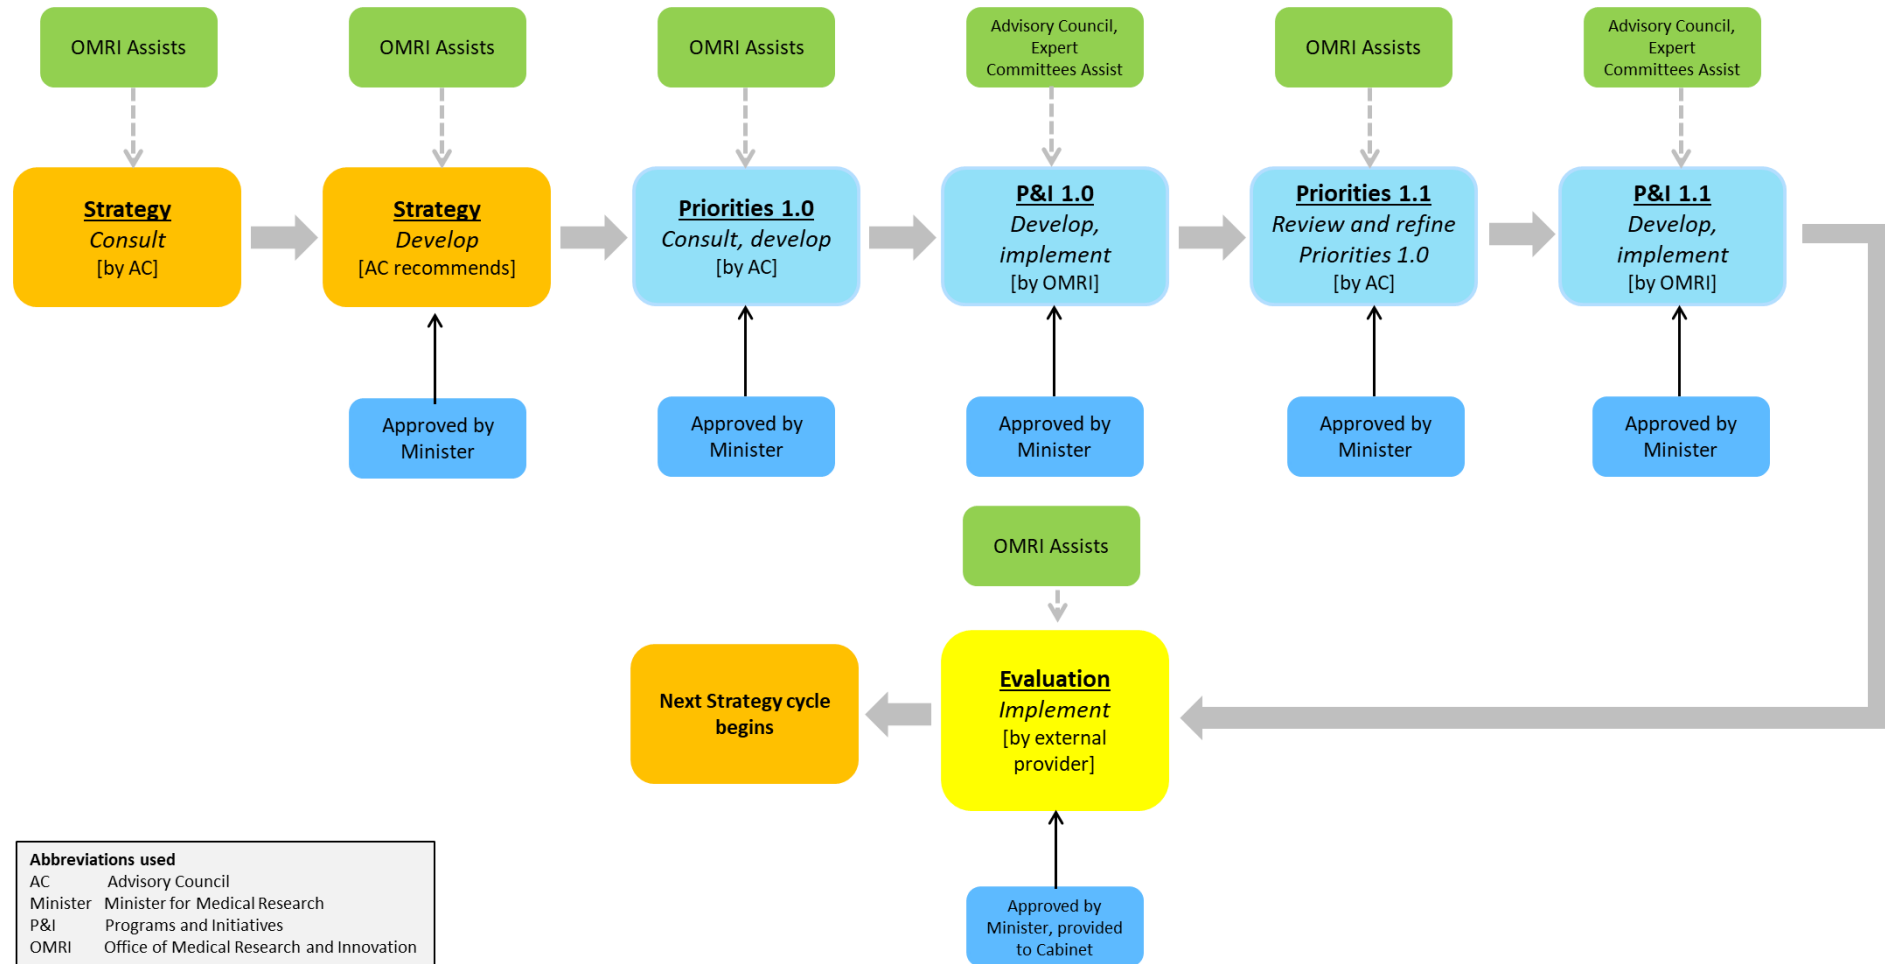 OMRI Assists
OMRI Assists
OMRI Assists
Advisory Council,
Expert
Committees Assist
OMRI Assists
Advisory Council,
Expert
Committees Assist
Strategy
Consult
[by AC]
Strategy
Develop
[AC recommends]
Priorities 1.0
Consult, develop
[by AC]
P&I 1.0
Develop,
implement
[by OMRI]
Priorities 1.1
Review and refine
Priorities 1.0
[by AC]
P&I 1.1
Develop,
implement
[by OMRI]
Approved by
Minister
Approved by
Minister
Approved by
Minister
Approved by
Minister
Approved by
Minister
OMRI Assists
Evaluation
Implement
[by external
provider]
Next Strategy cycle
begins
Approved by
Minister, provided
to Cabinet
Abbreviations used
AC Advisory Council
Minister Minister for Medical Research
P&I Programs and Initiatives
OMRI Office of Medical Research and Innovation